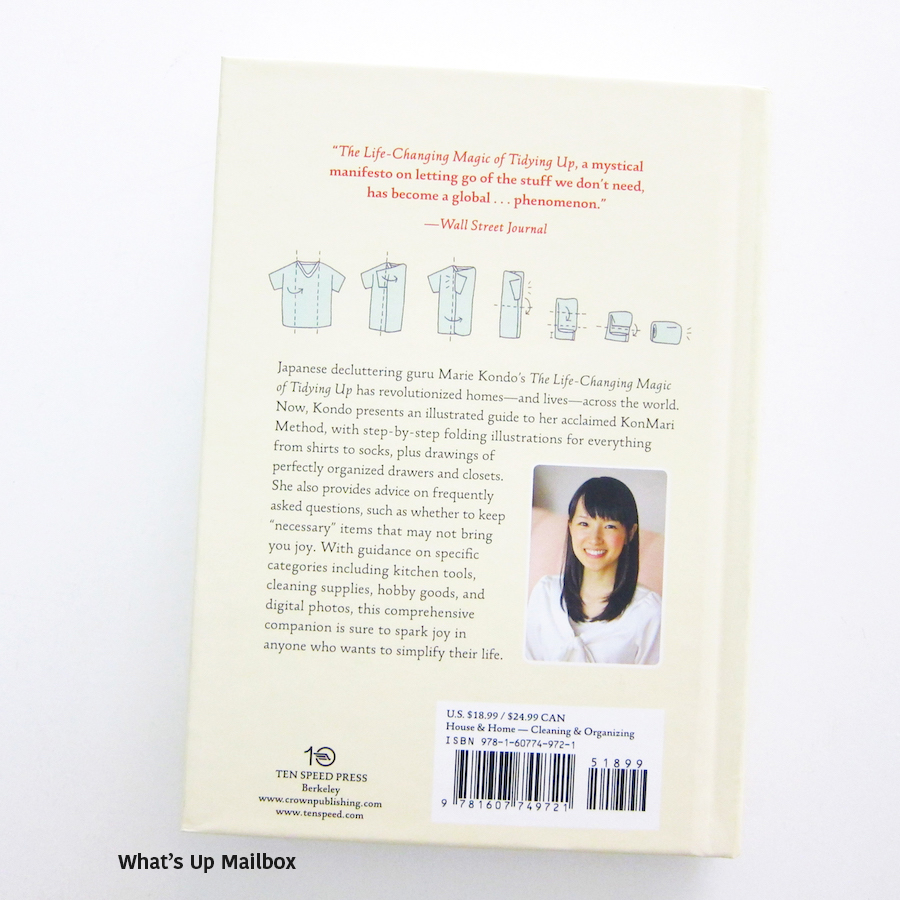 “The Life-Changing Magic of Tidying Up, a mystical
manifesto on letting go of the stuff we don’t need,
has become a global . . . phenomenon.”
—Wall Street Journal
Japanese decluttering guru Marie Kondo’s The Life-Changing Magic
of Tidying Up has revolutionized homes—and lives—across the world.
Now, Kondo presents an illustrated guide to her acclaimed KonMari
Method, with step-by-step folding illustrations for everything
from shirts to socks, plus drawings of
perfectly organized drawers and closets.
She also provides advice on frequently
asked questions, such as whether to keep
“necessary” items that may not bring
you joy. With guidance on specific
categories including kitchen tools,
cleaning supplies, hobby goods, and
digital photos, this comprehensive
companion is sure to spark joy in
anyone who wants to simplify their life.
10
TEN SPEED PRESS
Berkeley
www.crownpublishing.com
www.tenspeed.com
U.S. $18.99 / $24.99 CAN
House & Home — Cleaning & Organizing
ISBN 978-1-60774-972-1
51899
9 781607 749721
What’s Up Mailbox